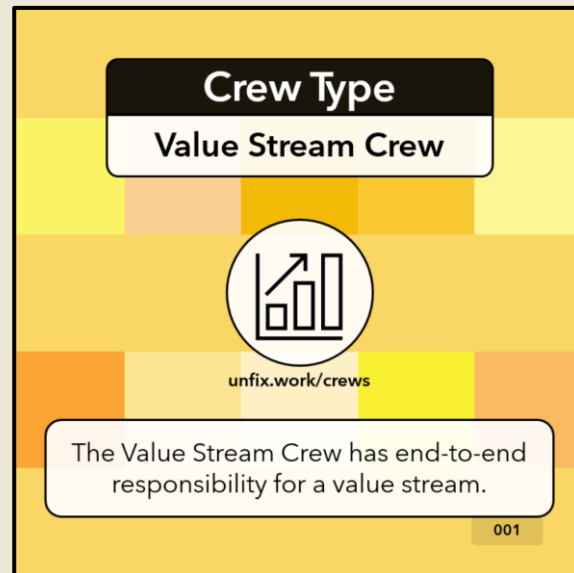 Crew Type
Value Stream Crew
unfix.work/crews
The Value Stream Crew has end-to-end
responsibility for a value stream.
001